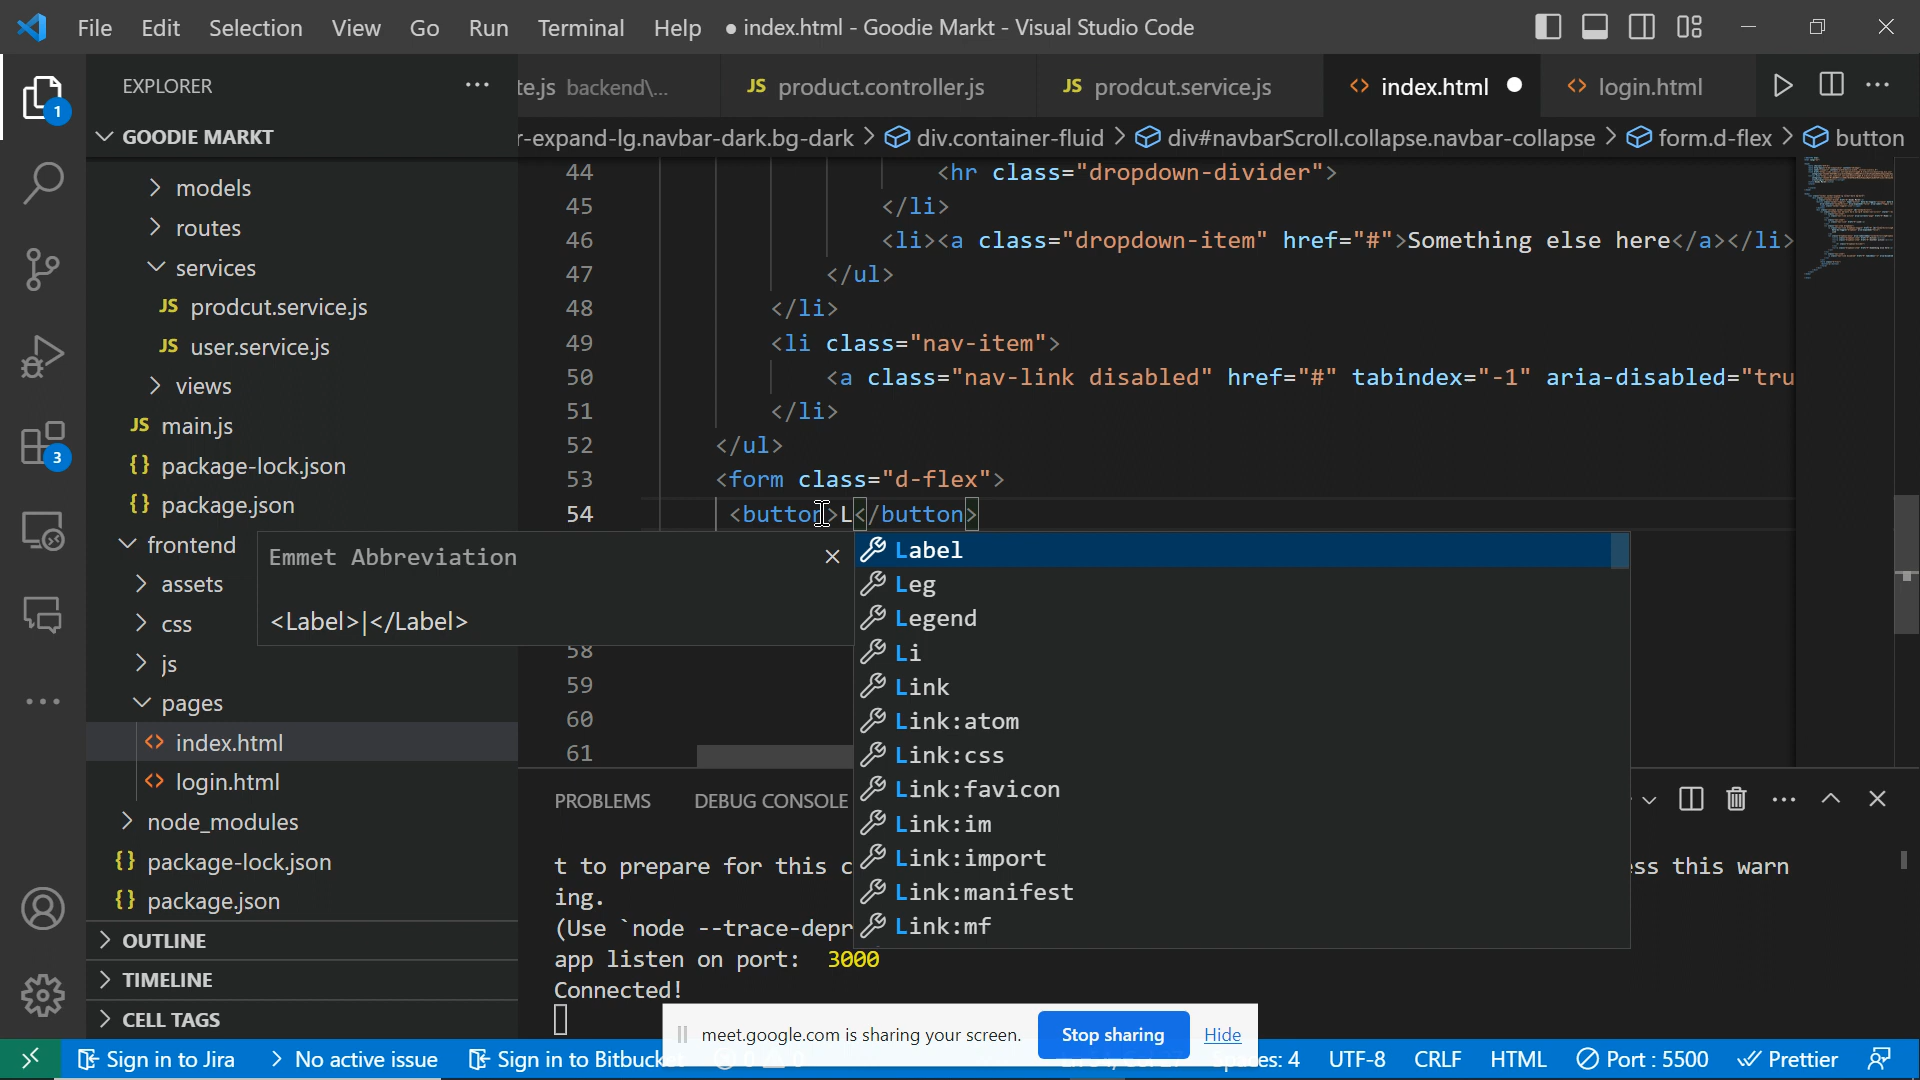 File Edit Selection View Go Run Terminal Help ● index.html - Goodie Markt - Visual Studio Code
EXPLORER
te.js backend\...
JS product.controller.js
JS prodcut.service.js
<> index.html
<> login.html
1
GOODIE MARKT
r-expand-lg.navbar-dark.bg-dark > div.container-fluid > div#navbarScroll.collapse.navbar-collapse > form.d-flex > button
models
routes
services
JS prodcut.service.js
JS user.service.js
views
JS main.js
{} package-lock.json
{} package.json
frontend
assets
css
js
pages
<> index.html
<> login.html
node_modules
{} package-lock.json
{} package.json
OUTLINE
TIMELINE
CELL TAGS
3
44 <hr class="dropdown-divider">
45 </li>
46 <li><a class="dropdown-item" href="#">Something else here</a></li>
47 </ul>
48 </li>
49 <li class="nav-item">
50 <a class="nav-link disabled" href="#" tabindex="-1" aria-disabled="tru
51 </li>
52 </ul>
53 <form class="d-flex">
54 <button>L</button>
Emmet Abbreviation
<Label>|</Label>
Label
Leg
Legend
Li
Link
Link:atom
Link:css
Link:favicon
Link:im
Link:import
Link:manifest
Link:mf
58
59
60
61
PROBLEMS DEBUG CONSOLE
t to prepare for this c
ess this warn
ing.
(Use `node --trace-depr
app listen on port: 3000
Connected!
meet.google.com is sharing your screen. Stop sharing Hide
Sign in to Jira
No active issue
Sign in to Bitbucke
Spaces: 4
UTF-8
CRLF
HTML
Port : 5500
Prettier